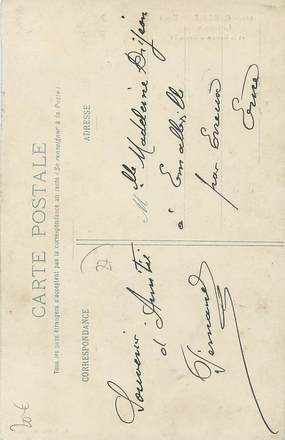 CARTE POSTALE
Tous les pays étrangers n'acceptent pas la correspondance au recto (Se renseigner à la Poste)
CORRESPONDANCE
ADRESSE
Souvenir
d'Amitié
Fernand
Mlle Madeleine
à Emalleville
par Evreux
Eure
20€